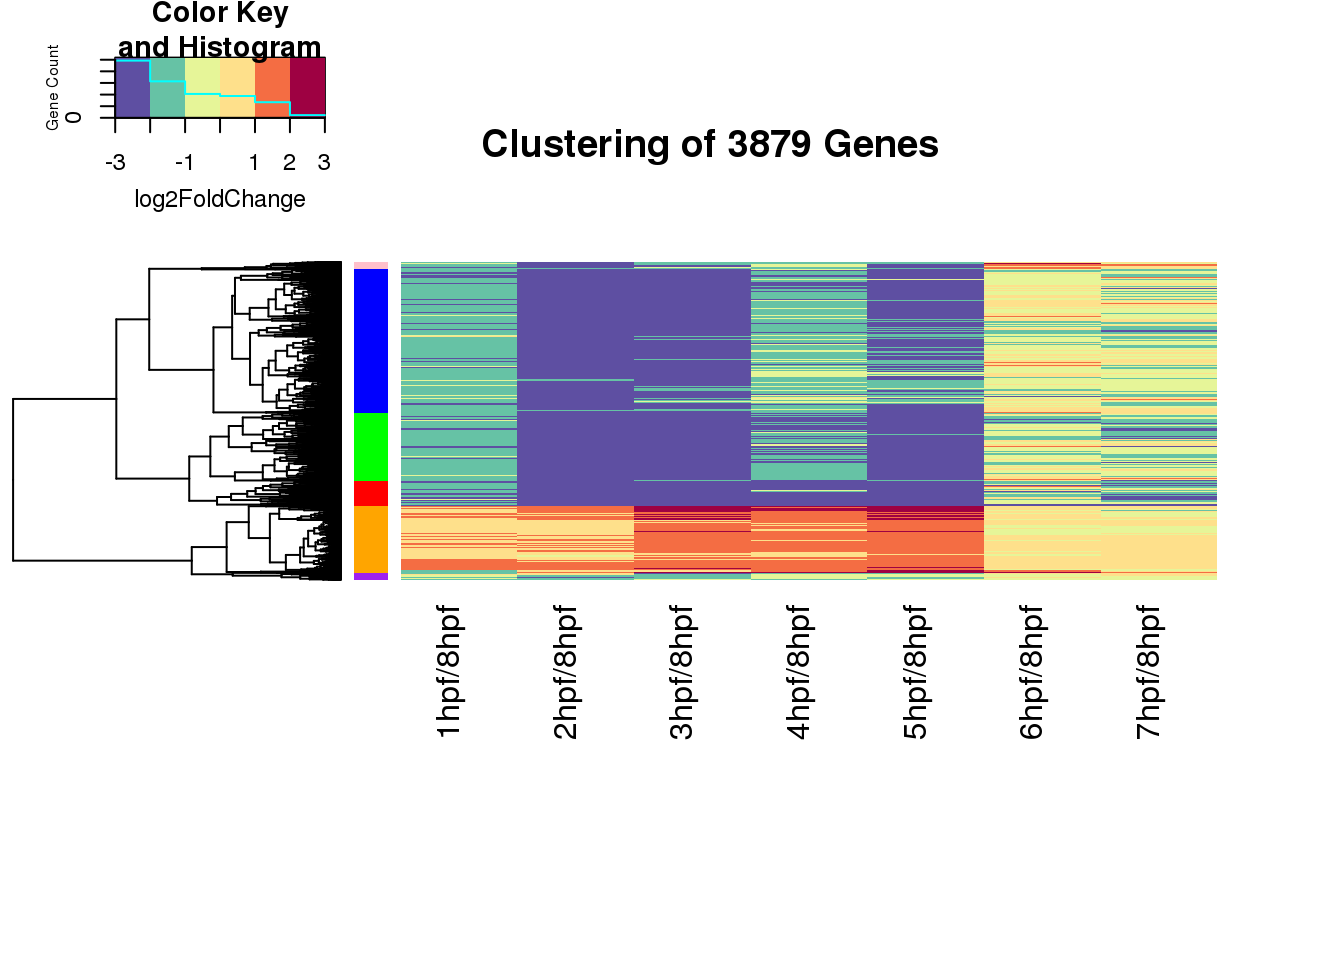 Color Key
and Histogram
Gene Count
0
-3 -1 1 2 3
log2FoldChange
Clustering of 3879 Genes
1hpf/8hpf
2hpf/8hpf
3hpf/8hpf
4hpf/8hpf
5hpf/8hpf
6hpf/8hpf
7hpf/8hpf